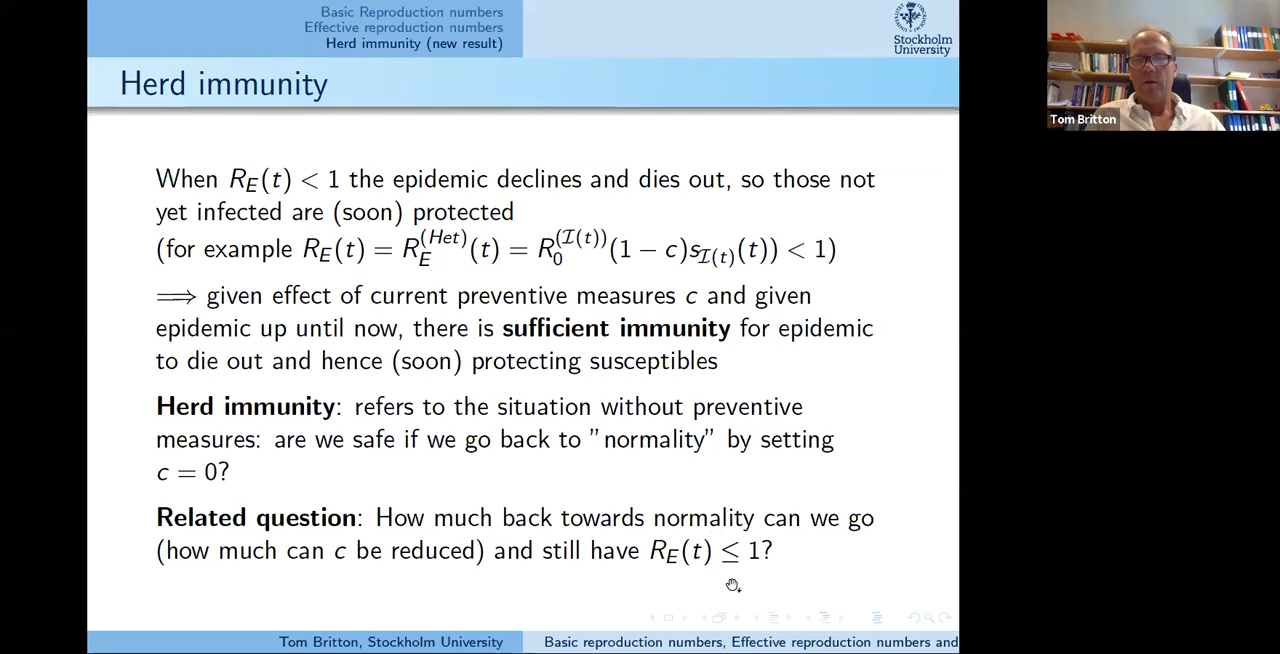 Basic Reproduction numbers
Effective reproduction numbers
Herd immunity (new result)
Stockholm
University
Tom Britton
Herd immunity
When R_E(t) < 1 the epidemic declines and dies out, so those not
yet infected are (soon) protected
(for example R_E(t) = R_E^{(Het)}(t) = R_0^{(\mathcal{I}(t))}(1 − c)s_{\mathcal{I}(t)}(t)) < 1)
⟹ given effect of current preventive measures c and given
epidemic up until now, there is sufficient immunity for epidemic
to die out and hence (soon) protecting susceptibles
Herd immunity: refers to the situation without preventive
measures: are we safe if we go back to ”normality” by setting
c = 0?
Related question: How much back towards normality can we go
(how much can c be reduced) and still have R_E(t) ≤ 1?
Tom Britton, Stockholm University
Basic reproduction numbers, Effective reproduction numbers and